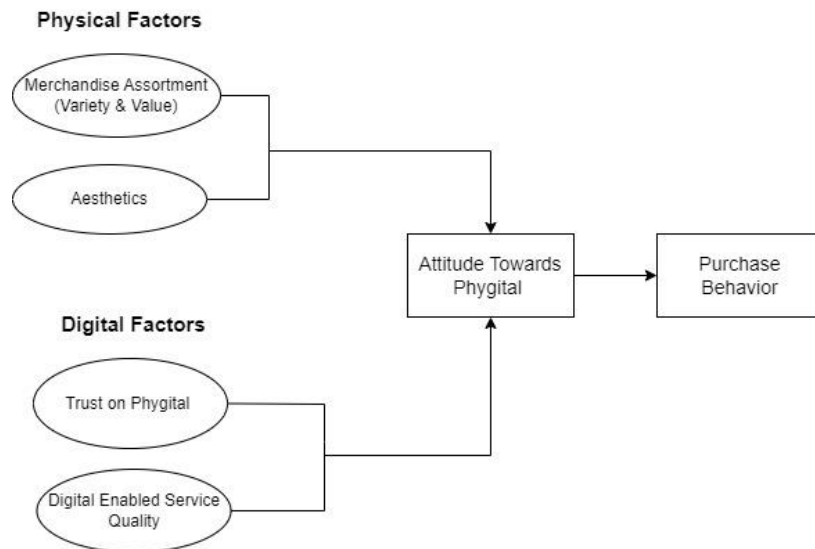 Physical Factors
Merchandise Assortment
(Variety & Value)
Aesthetics
Attitude Towards
Phygital
Purchase
Behavior
Digital Factors
Trust on Phygital
Digital Enabled Service
Quality